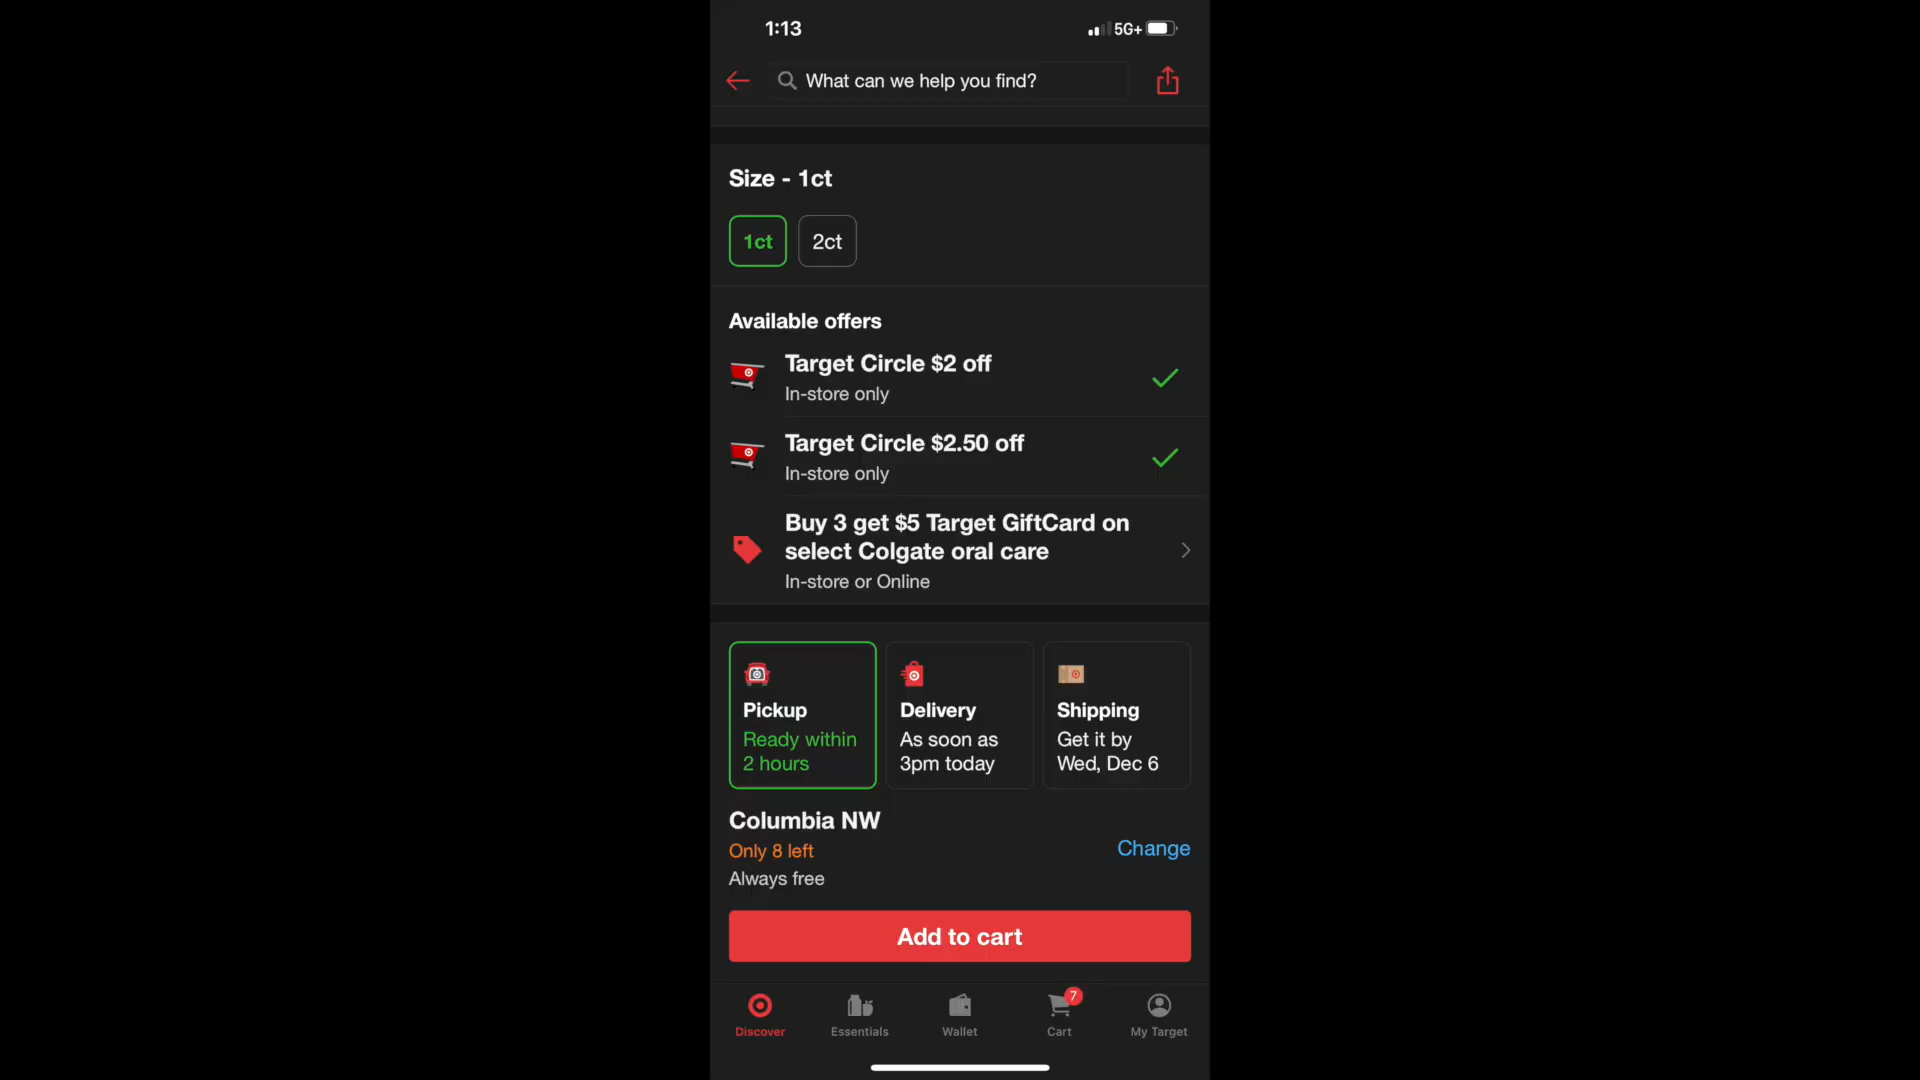 1:13
5G+
What can we help you find?
Size - 1ct
1ct 2ct
Available offers
Target Circle $2 off
In-store only
Target Circle $2.50 off
In-store only
Buy 3 get $5 Target GiftCard on
select Colgate oral care
In-store or Online
Pickup
Ready within
2 hours
Delivery
As soon as
3pm today
Shipping
Get it by
Wed, Dec 6
Columbia NW
Only 8 left
Always free
Change
Add to cart
Discover
Essentials
Wallet
7
Cart
My Target